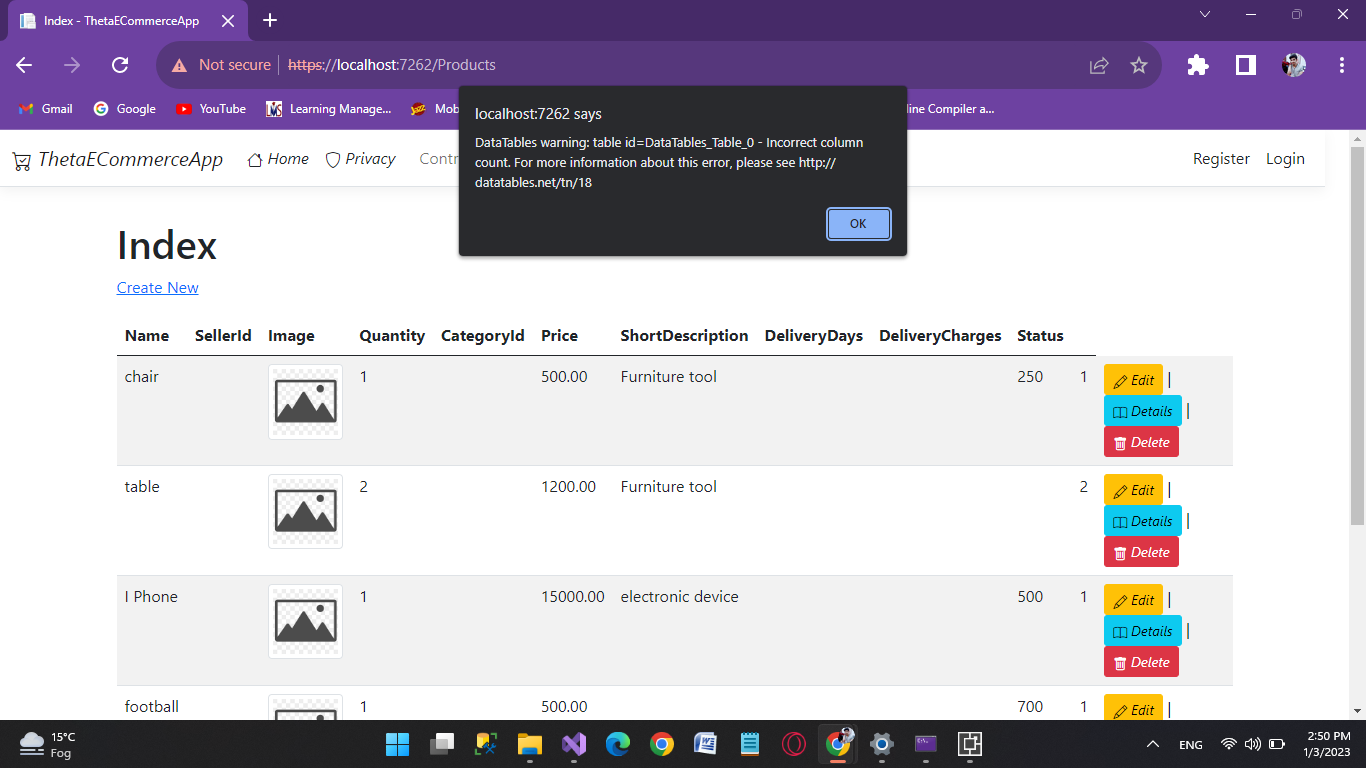 Index - ThetaECommerceApp
Not secure https://localhost:7262/Products
Gmail Google YouTube Learning Manage... Mob line Compiler a...
localhost:7262 says
DataTables warning: table id=DataTables_Table_0 - Incorrect column
count. For more information about this error, please see http://
datatables.net/tn/18
OK
ThetaECommerceApp Home Privacy Contr Register Login
Index
Create New
Name SellerId Image Quantity CategoryId Price ShortDescription DeliveryDays DeliveryCharges Status
chair 1 500.00 Furniture tool 250 1 Edit |
Details |
Delete
table 2 1200.00 Furniture tool 2 Edit |
Details |
Delete
I Phone 1 15000.00 electronic device 500 1 Edit |
Details |
Delete
football 1 500.00 700 1 Edit |
15°C
Fog
ENG
2:50 PM
1/3/2023